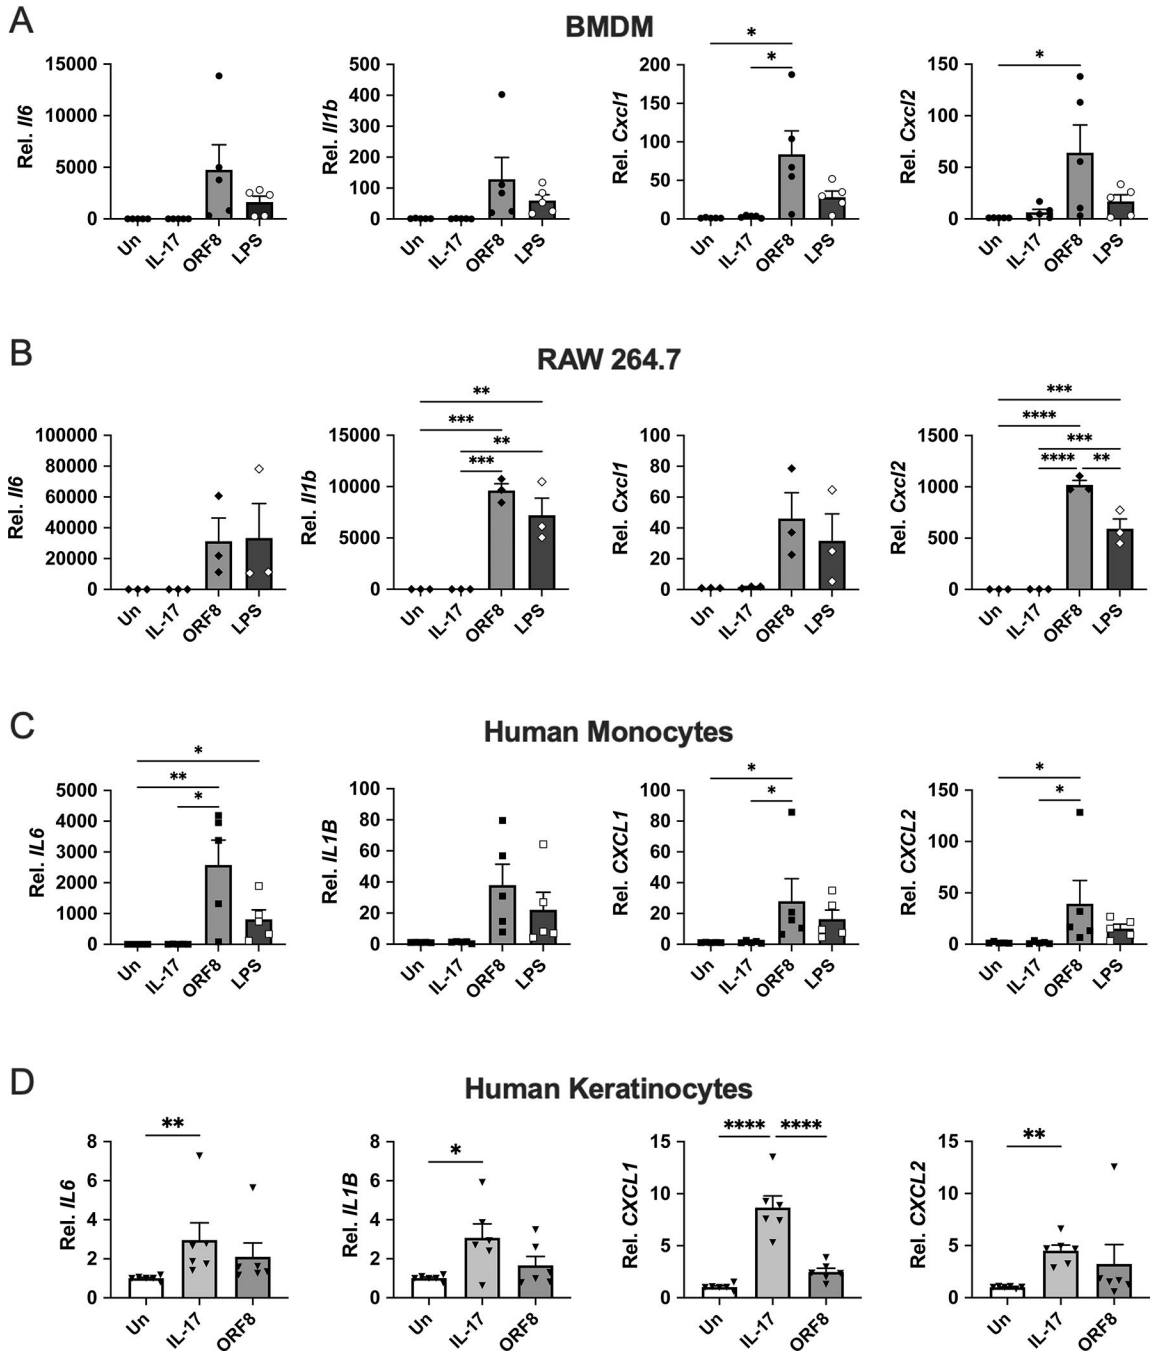 A
BMDM
Rel. Il6
15000
10000
5000
0
Un
IL-17
ORF8
LPS
Rel. Il1b
500
400
300
200
100
0
Un
IL-17
ORF8
LPS
Rel. Cxcl1
200
150
100
50
0
*
*
Un
IL-17
ORF8
LPS
Rel. Cxcl2
150
100
50
0
*
Un
IL-17
ORF8
LPS
B
RAW 264.7
Rel. Il6
100000
80000
60000
40000
20000
0
Un
IL-17
ORF8
LPS
Rel. Il1b
15000
10000
5000
0
**
***
**
***
Un
IL-17
ORF8
LPS
Rel. Cxcl1
100
80
60
40
20
0
Un
IL-17
ORF8
LPS
Rel. Cxcl2
1500
1000
500
0
***
****
***
**** **
Un
IL-17
ORF8
LPS
C
Human Monocytes
Rel. IL6
5000
4000
3000
2000
1000
0
*
**
*
Un
IL-17
ORF8
LPS
Rel. IL1B
100
80
60
40
20
0
Un
IL-17
ORF8
LPS
Rel. CXCL1
100
80
60
40
20
0
*
*
Un
IL-17
ORF8
LPS
Rel. CXCL2
150
100
50
0
*
*
Un
IL-17
ORF8
LPS
D
Human Keratinocytes
Rel. IL6
8
6
4
2
0
**
Un
IL-17
ORF8
Rel. IL1B
8
6
4
2
0
*
Un
IL-17
ORF8
Rel. CXCL1
15
10
5
0
**** ****
Un
IL-17
ORF8
Rel. CXCL2
15
10
5
0
**
Un
IL-17
ORF8